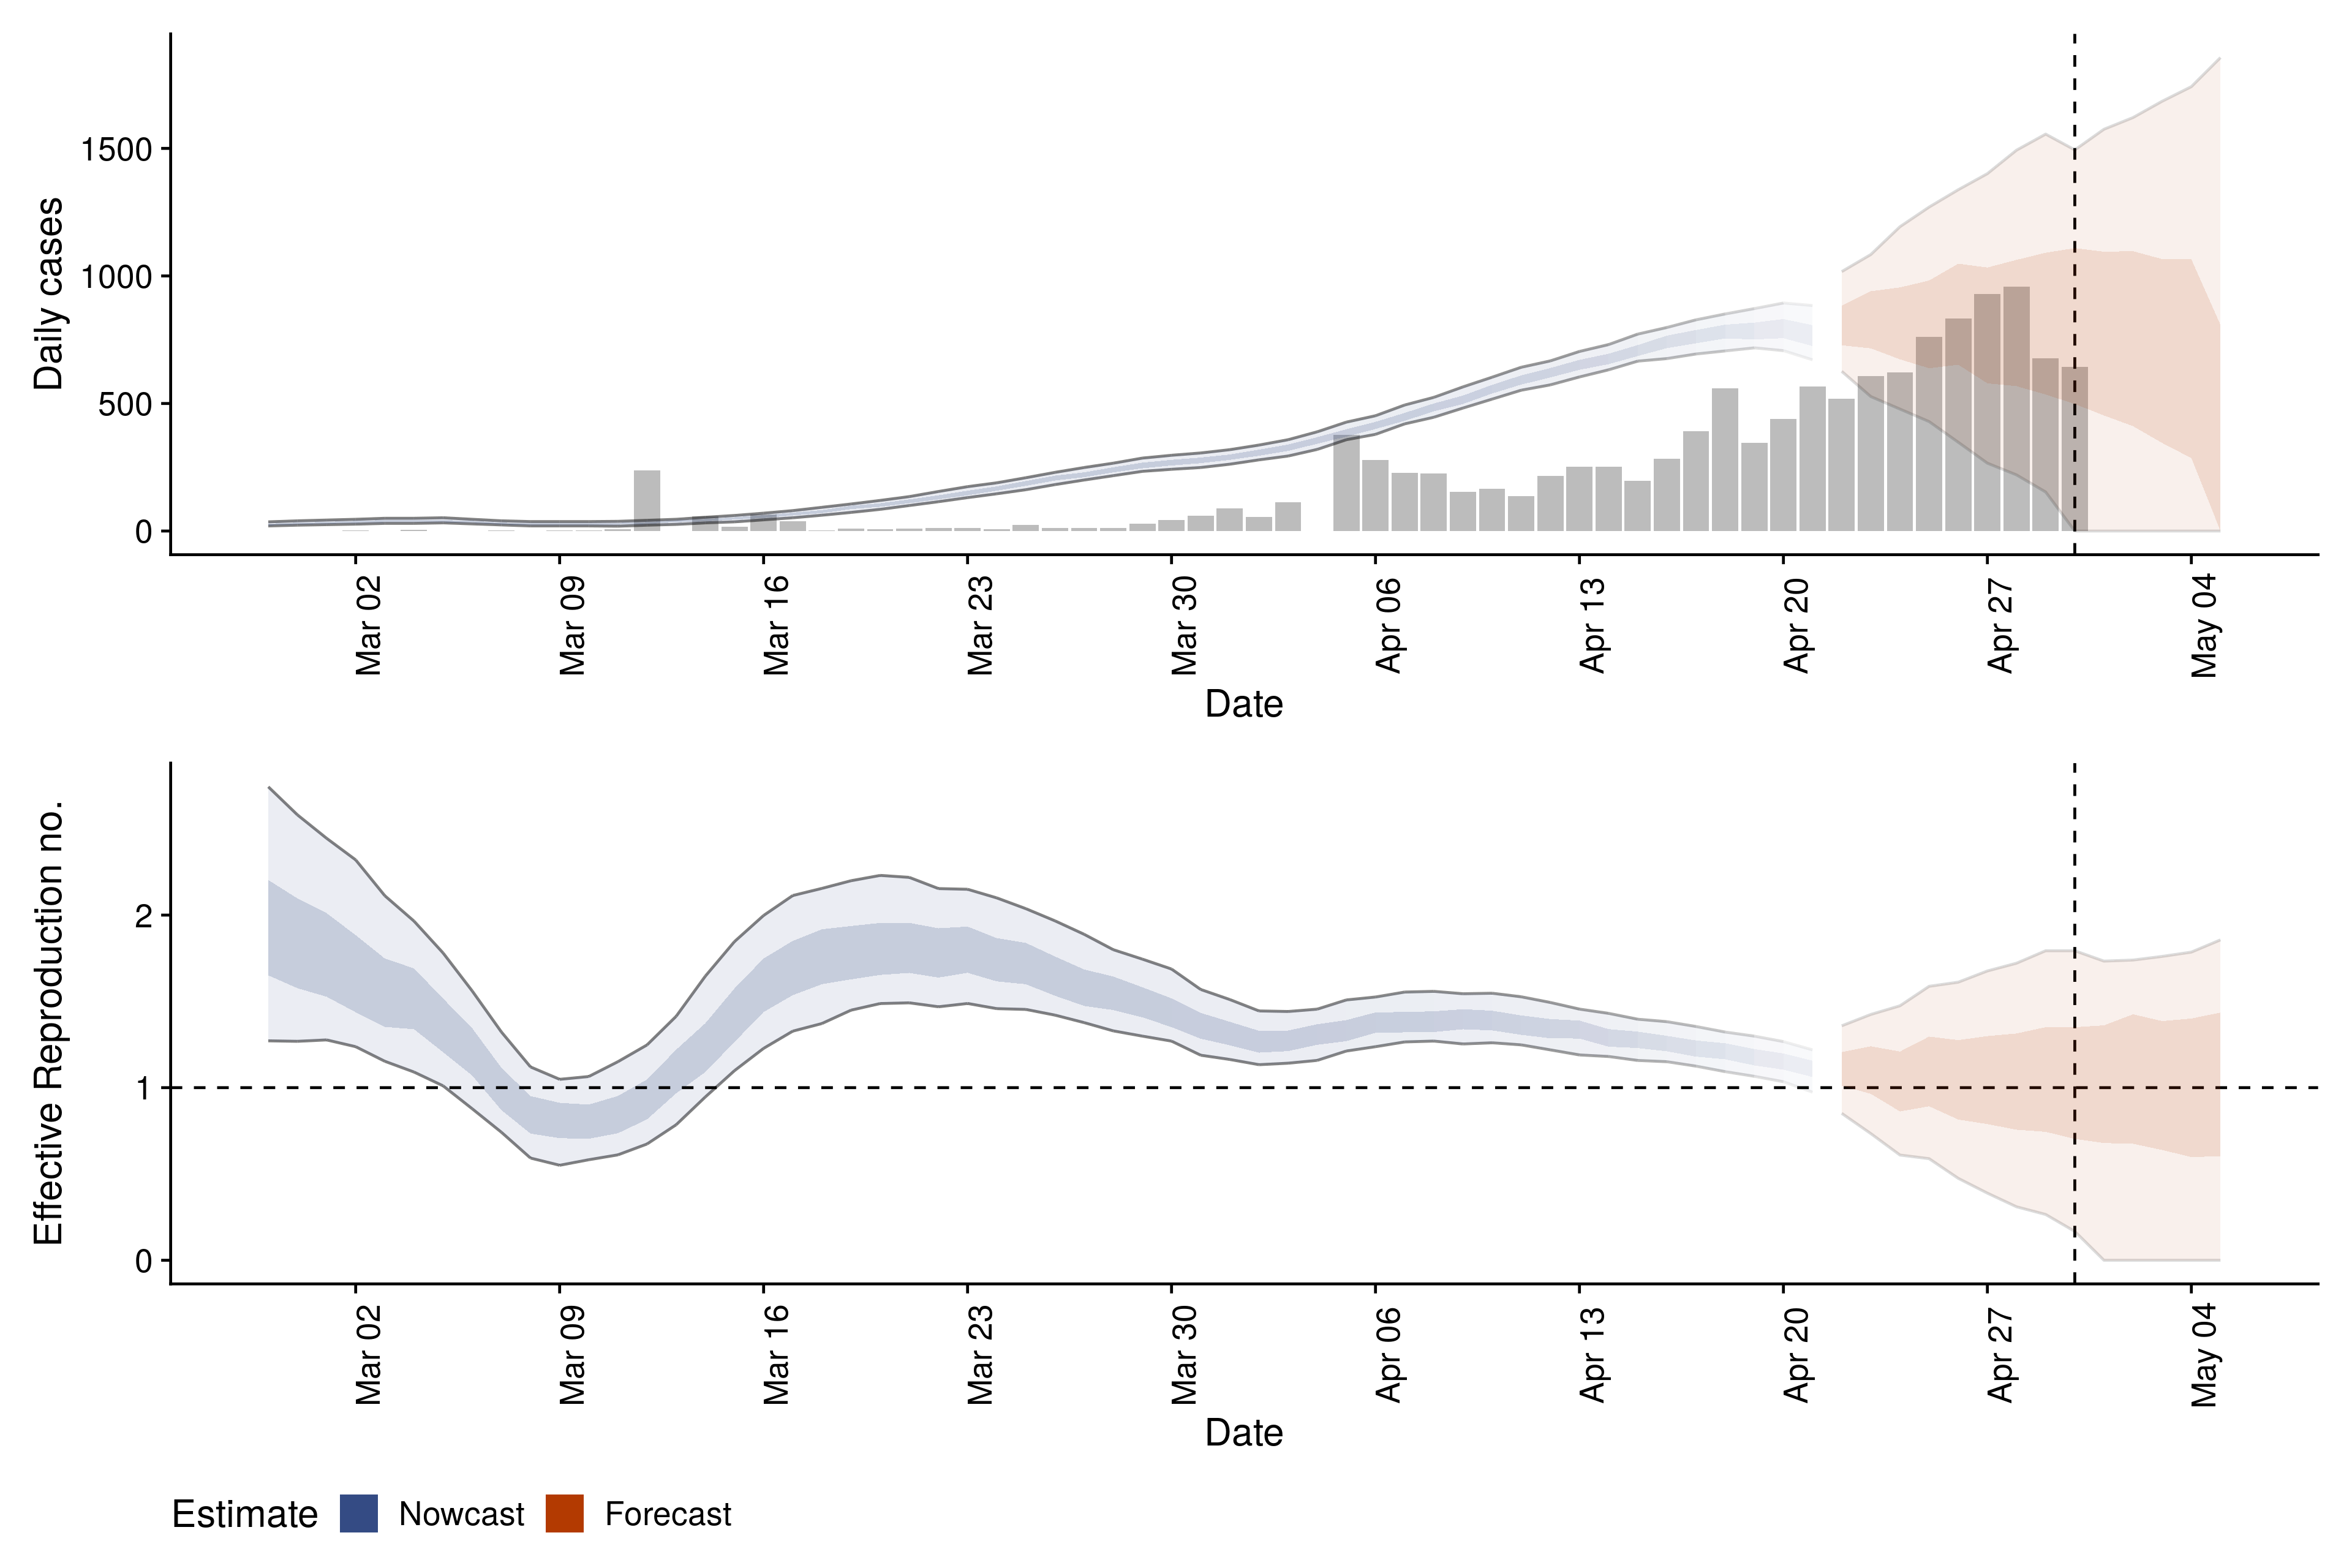 Daily cases
1500
1000
500
0
Mar 02
Mar 09
Mar 16
Mar 23
Mar 30
Apr 06
Apr 13
Apr 20
Apr 27
May 04
Date
Effective Reproduction no.
2
1
0
Mar 02
Mar 09
Mar 16
Mar 23
Mar 30
Apr 06
Apr 13
Apr 20
Apr 27
May 04
Date
Estimate Nowcast Forecast